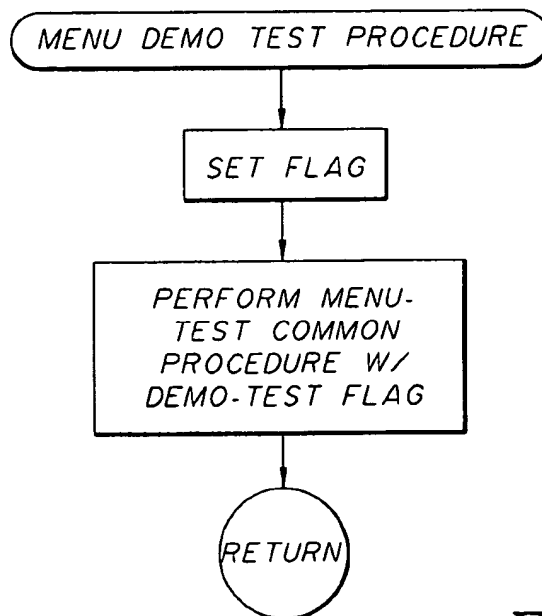 MENU DEMO TEST PROCEDURE
SET FLAG
PERFORM MENU-
TEST COMMON
PROCEDURE W/
DEMO-TEST FLAG
RETURN